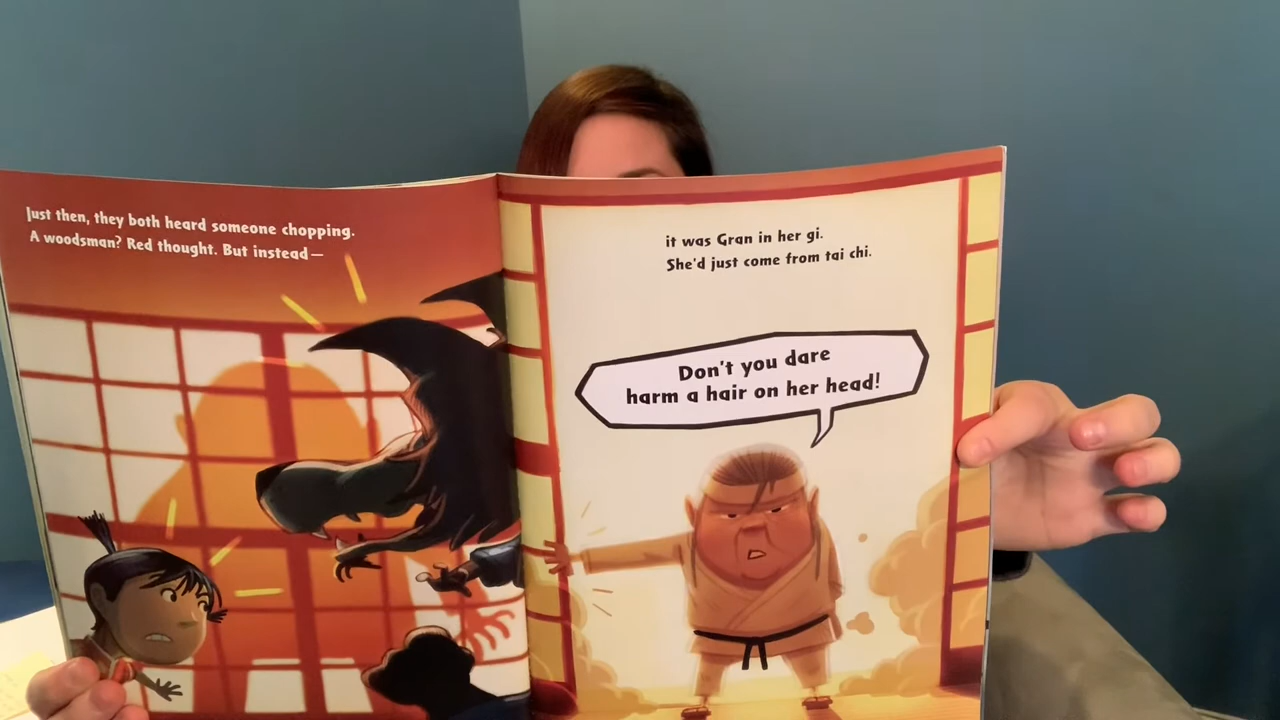 Just then, they both heard someone chopping.
A woodsman? Red thought. But instead—
it was Gran in her gi.
She'd just come from tai chi.
Don't you dare
harm a hair on her head!